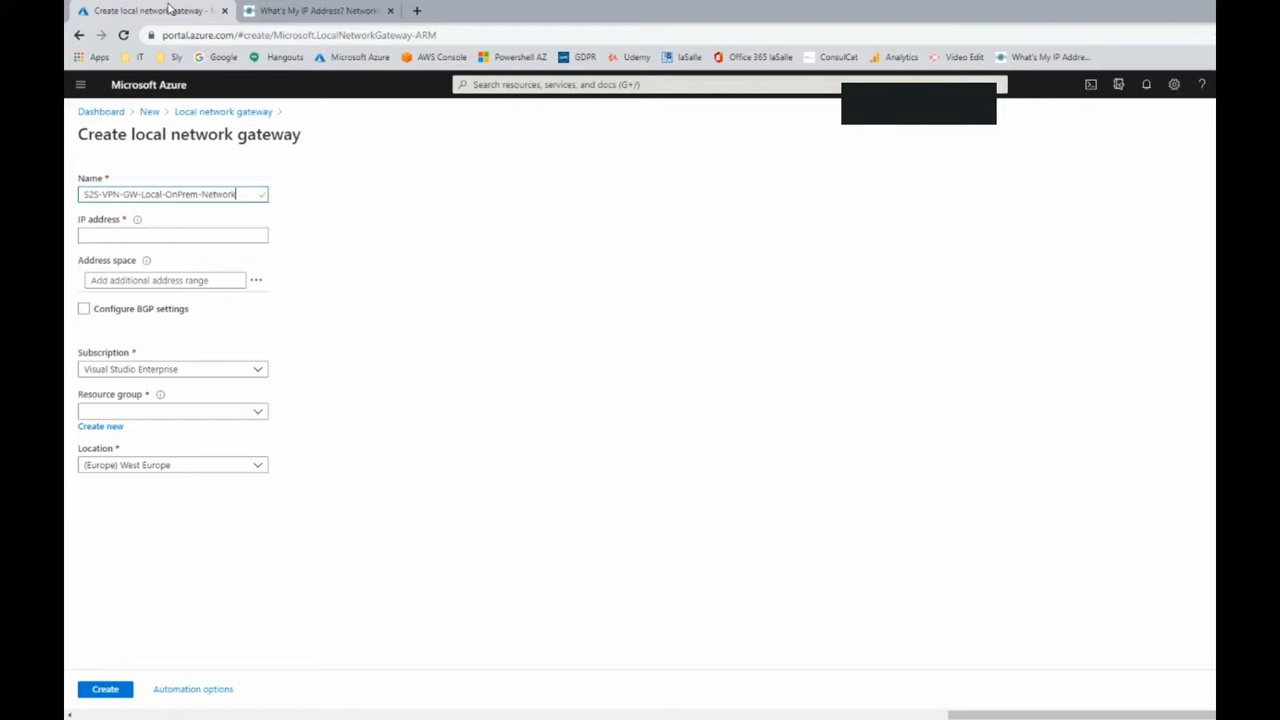 Create local network gateway -
What's My IP Address? Networks
portal.azure.com/#create/Microsoft.LocalNetworkGateway-ARM
Apps IT Sly Google Hangouts Microsoft Azure AWS Console Powershell AZ GDPR Udemy laSalle Office 365 laSalle ConsulCat Analytics Video Edit What's My IP Addre...
Microsoft Azure
Search resources, services, and docs (G+/)
Dashboard > New > Local network gateway >
Create local network gateway
Name *
S2S-VPN-GW-Local-OnPrem-Network
IP address *
Address space
Add additional address range
Configure BGP settings
Subscription *
Visual Studio Enterprise
Resource group *
Create new
Location *
(Europe) West Europe
Create Automation options